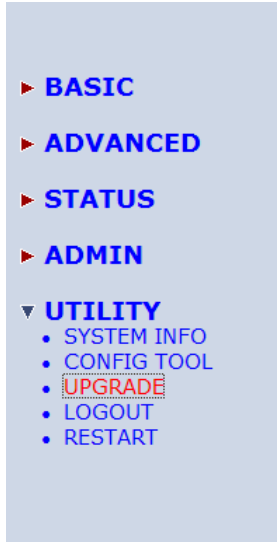 BASIC
ADVANCED
STATUS
ADMIN
UTILITY
SYSTEM INFO
CONFIG TOOL
UPGRADE
LOGOUT
RESTART